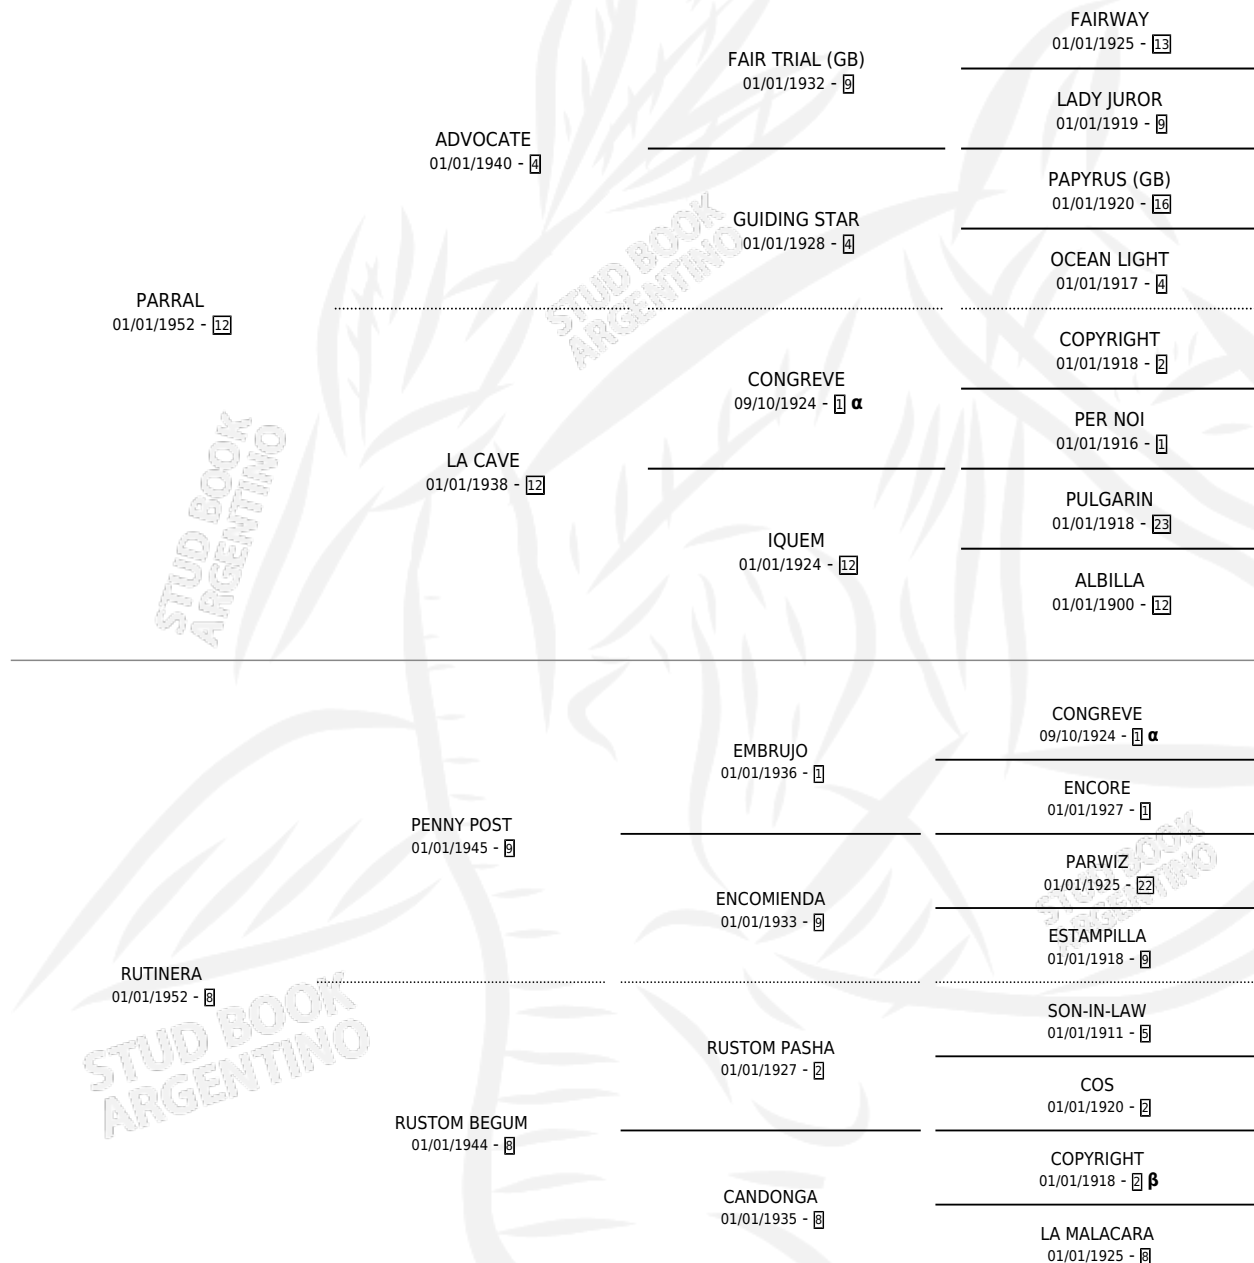 FAIRWAY
01/01/1925 - 13
FAIR TRIAL (GB)
01/01/1932 - 9
LADY JUROR
01/01/1919 - 9
ADVOCATE
01/01/1940 - 4
PAPYRUS (GB)
01/01/1920 - 16
GUIDING STAR
01/01/1928 - 4
OCEAN LIGHT
01/01/1917 - 4
PARRAL
01/01/1952 - 12
COPYRIGHT
01/01/1918 - 2
CONGREVE
09/10/1924 - 1 α
PER NOI
01/01/1916 - 1
LA CAVE
01/01/1938 - 12
PULGARIN
01/01/1918 - 23
IQUEM
01/01/1924 - 12
ALBILLA
01/01/1900 - 12
CONGREVE
09/10/1924 - 1 α
EMBRUJO
01/01/1936 - 1
ENCORE
01/01/1927 - 1
PENNY POST
01/01/1945 - 9
PARWIZ
01/01/1925 - 22
ENCOMIENDA
01/01/1933 - 9
ESTAMPILLA
01/01/1918 - 9
RUTINERA
01/01/1952 - 8
SON-IN-LAW
01/01/1911 - 5
RUSTOM PASHA
01/01/1927 - 2
COS
01/01/1920 - 2
RUSTOM BEGUM
01/01/1944 - 8
COPYRIGHT
01/01/1918 - 2 β
CANDONGA
01/01/1935 - 8
LA MALACARA
01/01/1925 - 8
STUD BOOK
ARGENTINO
STUD BOOK
ARGENTINO
STUD BOOK
ARGENTINO
STUD BOOK
ARGENTINO